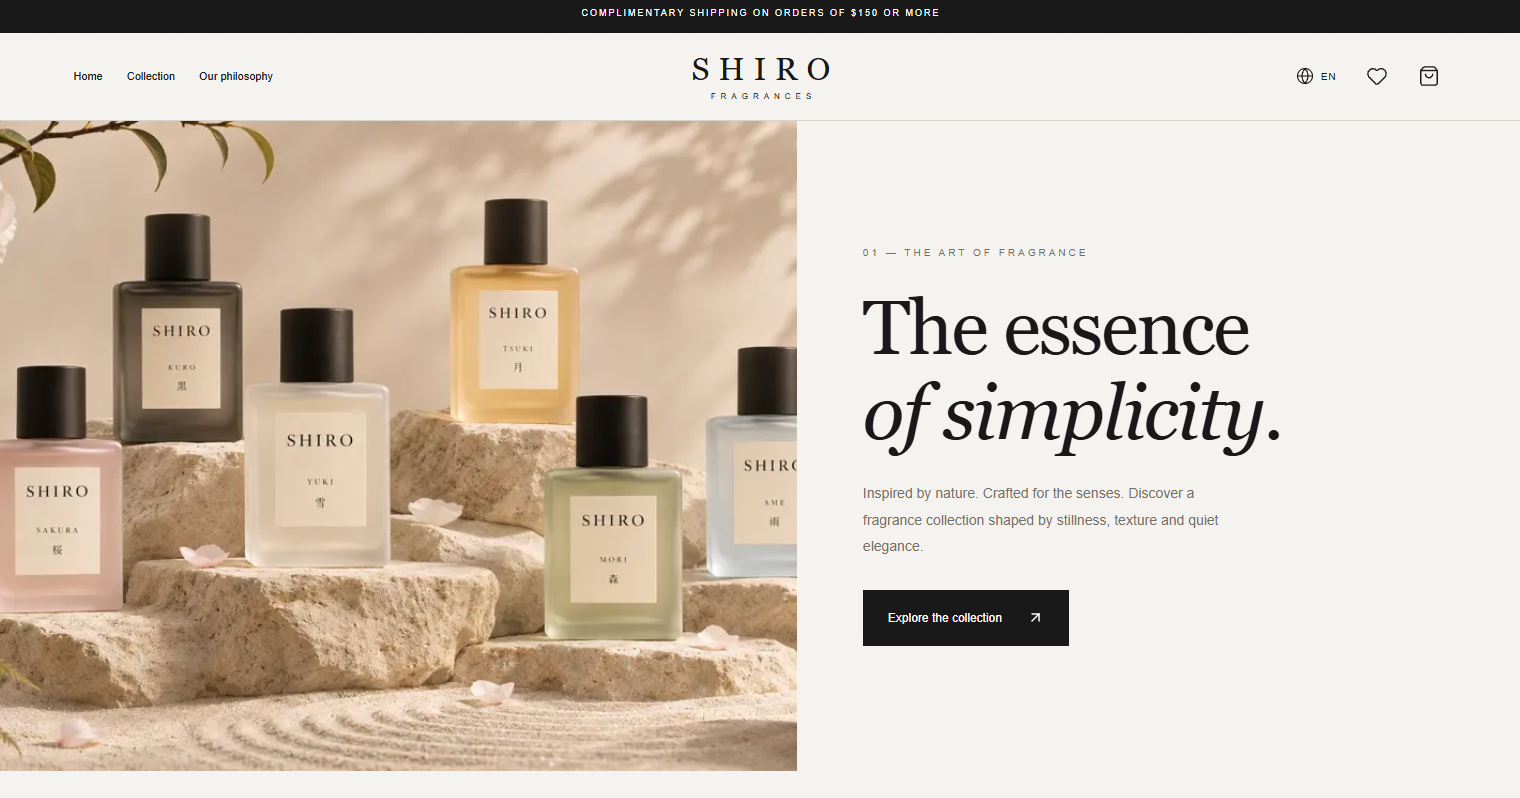 COMPLIMENTARY SHIPPING ON ORDERS OF $150 OR MORE
Home Collection Our philosophy
SHIRO
FRAGRANCES
EN
SHIRO
KURO
黒
SHIRO
TSUKI
月
SHIRO
YUKI
雪
SHIRO
SAKURA
桜
SHIRO
MORI
森
SHIRO
AME
雨
01 — THE ART OF FRAGRANCE
The essence
of simplicity.
Inspired by nature. Crafted for the senses. Discover a
fragrance collection shaped by stillness, texture and quiet
elegance.
Explore the collection